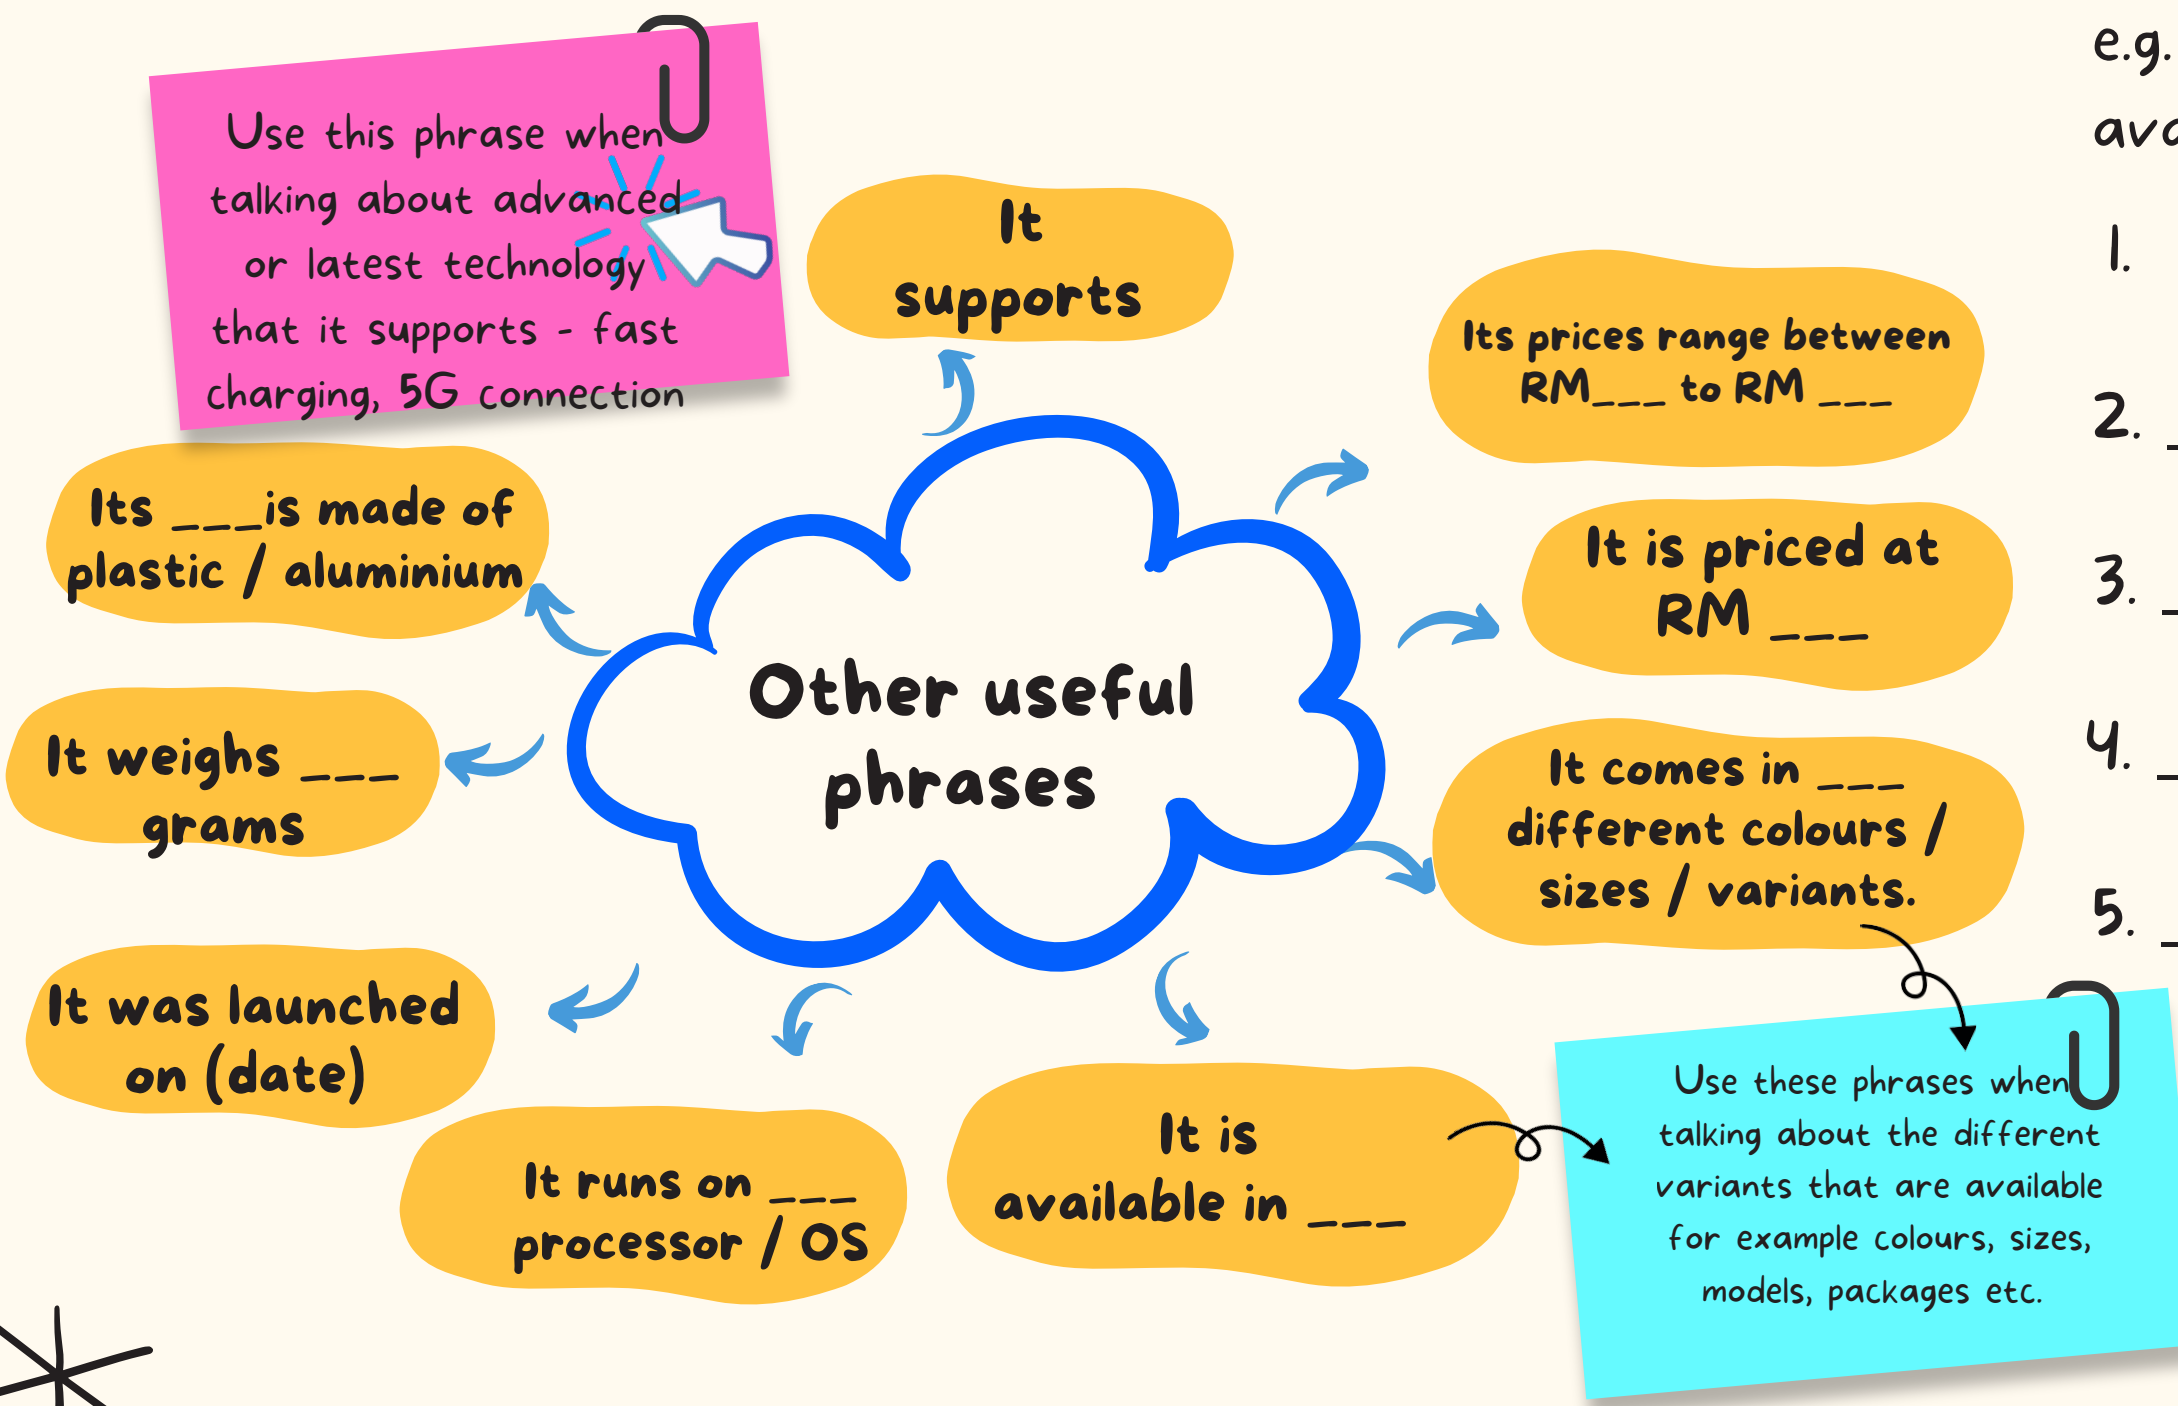 Use this phrase when
talking about advanced
or latest technology
that it supports - fast
charging, 5G connection
It
supports
Its prices range between
RM___ to RM ___
It is priced at
RM ___
It comes in ___
different colours /
sizes / variants.
Its ___is made of
plastic / aluminium
It weighs ___
grams
It was launched
on (date)
It runs on ___
processor / OS
It is
available in ___
Other useful
phrases
Use these phrases when
talking about the different
variants that are available
for example colours, sizes,
models, packages etc.
e.g.
1.
2. _
3. _
4. _
5. _